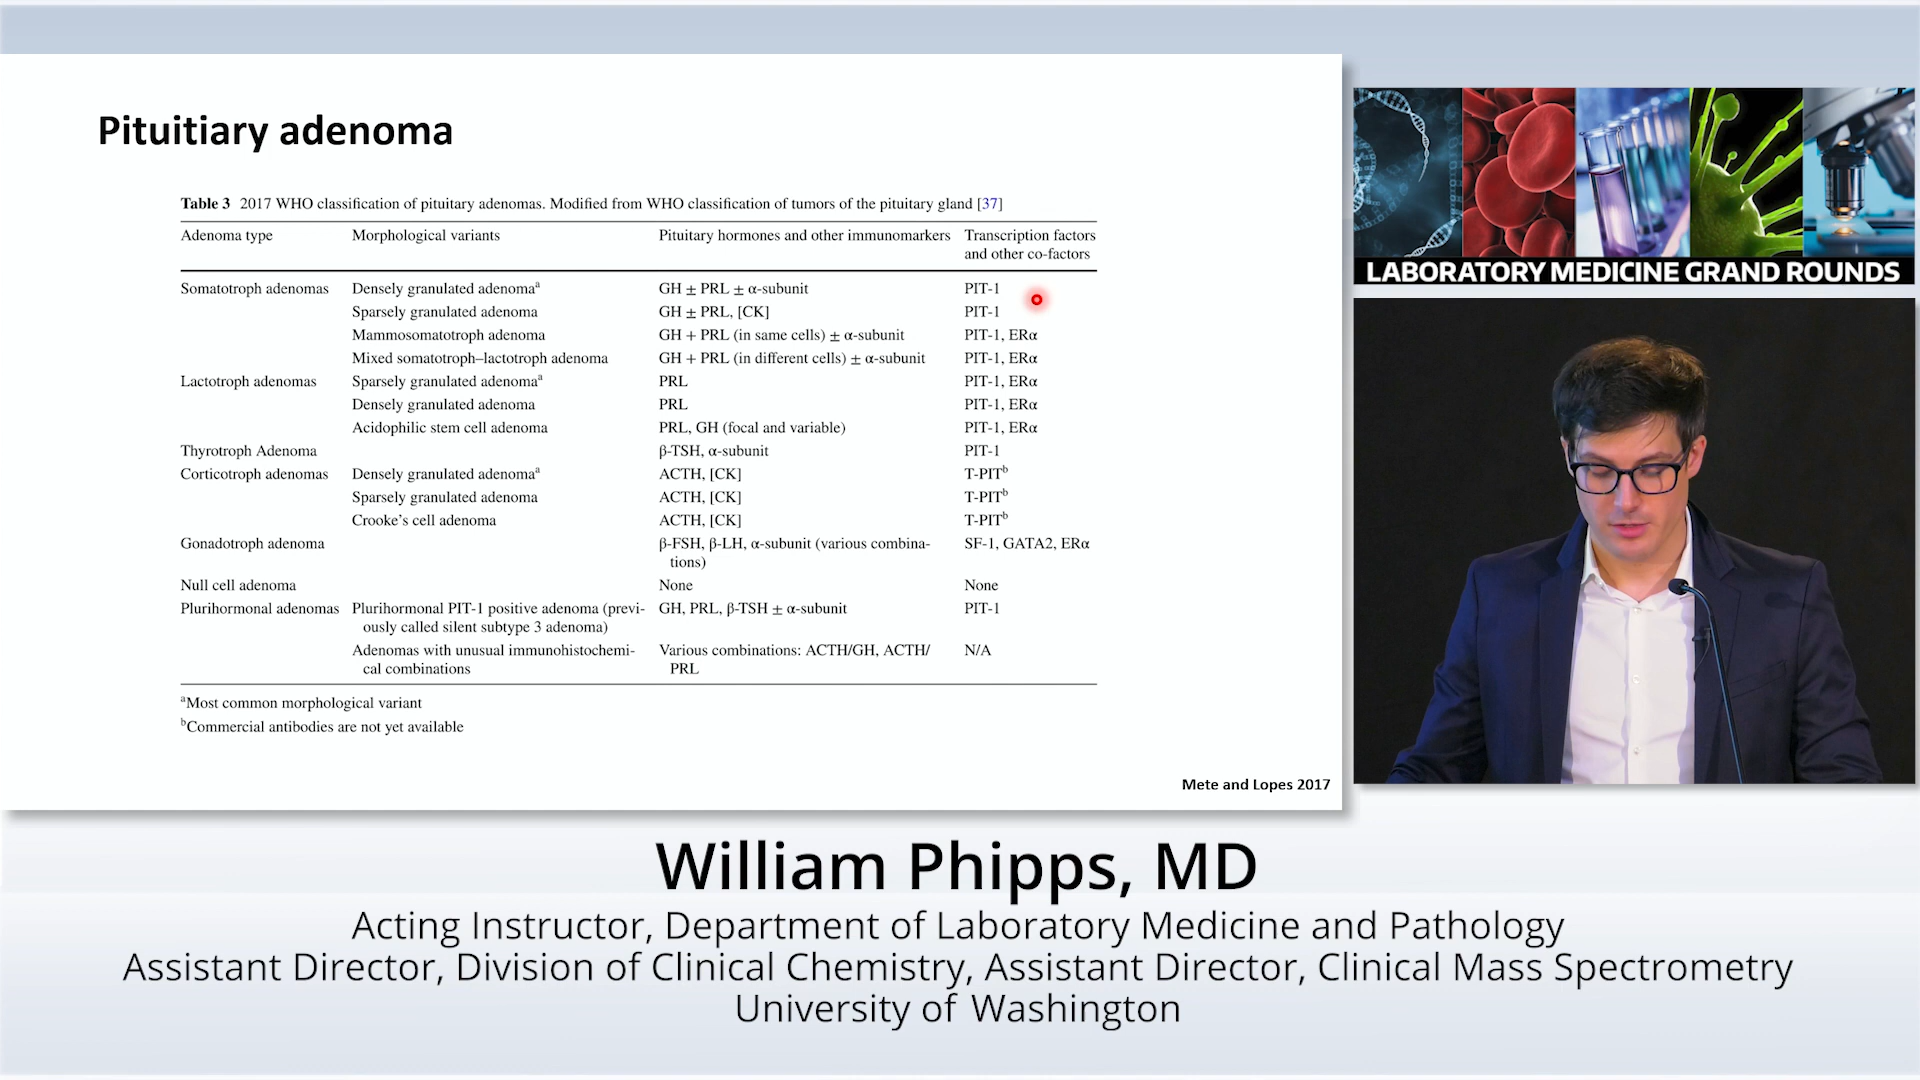 Pituitiary adenoma
Table 3 2017 WHO classification of pituitary adenomas. Modified from WHO classification of tumors of the pituitary gland [37]
Adenoma type Morphological variants Pituitary hormones and other immunomarkers Transcription factors
and other co-factors
Somatotroph adenomas Densely granulated adenomaᵃ GH ± PRL ± α-subunit PIT-1
Sparsely granulated adenoma GH ± PRL, [CK] PIT-1
Mammosomatotroph adenoma GH + PRL (in same cells) ± α-subunit PIT-1, ERα
Mixed somatotroph–lactotroph adenoma GH + PRL (in different cells) ± α-subunit PIT-1, ERα
Lactotroph adenomas Sparsely granulated adenomaᵃ PRL PIT-1, ERα
Densely granulated adenoma PRL PIT-1, ERα
Acidophilic stem cell adenoma PRL, GH (focal and variable) PIT-1, ERα
Thyrotroph Adenoma β-TSH, α-subunit PIT-1
Corticotroph adenomas Densely granulated adenomaᵃ ACTH, [CK] T-PITᵇ
Sparsely granulated adenoma ACTH, [CK] T-PITᵇ
Crooke's cell adenoma ACTH, [CK] T-PITᵇ
Gonadotroph adenoma β-FSH, β-LH, α-subunit (various combina- SF-1, GATA2, ERα
tions)
Null cell adenoma None None
Plurihormonal adenomas Plurihormonal PIT-1 positive adenoma (previ- GH, PRL, β-TSH ± α-subunit PIT-1
ously called silent subtype 3 adenoma)
Adenomas with unusual immunohistochemi- Various combinations: ACTH/GH, ACTH/ N/A
cal combinations PRL
ᵃMost common morphological variant
ᵇCommercial antibodies are not yet available
Mete and Lopes 2017
LABORATORY MEDICINE GRAND ROUNDS
William Phipps, MD
Acting Instructor, Department of Laboratory Medicine and Pathology
Assistant Director, Division of Clinical Chemistry, Assistant Director, Clinical Mass Spectrometry
University of Washington